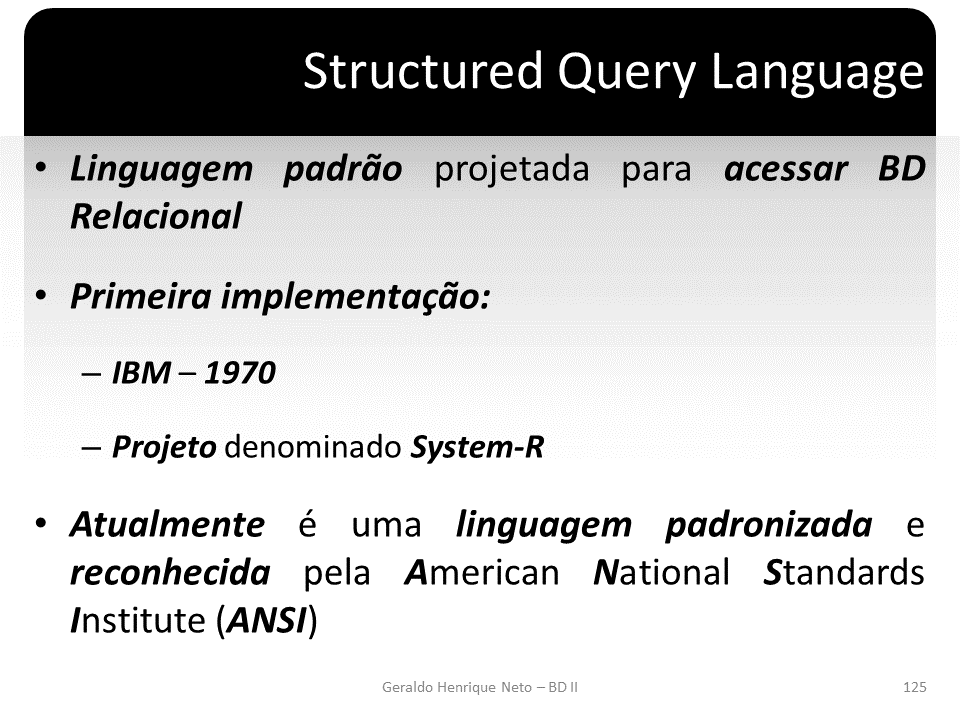 Structured Query Language
• Linguagem padrão projetada para acessar BD
Relacional
• Primeira implementação:
– IBM – 1970
– Projeto denominado System-R
• Atualmente é uma linguagem padronizada e
reconhecida pela American National Standards
Institute (ANSI)
Geraldo Henrique Neto – BD II
125